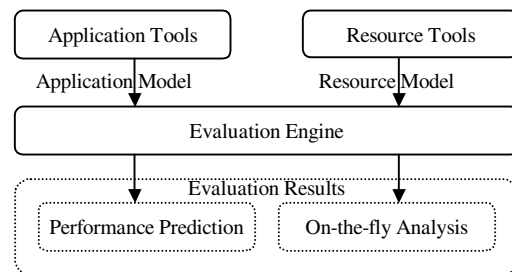 Application Tools
Resource Tools
Application Model
Resource Model
Evaluation Engine
Evaluation Results
Performance Prediction
On-the-fly Analysis